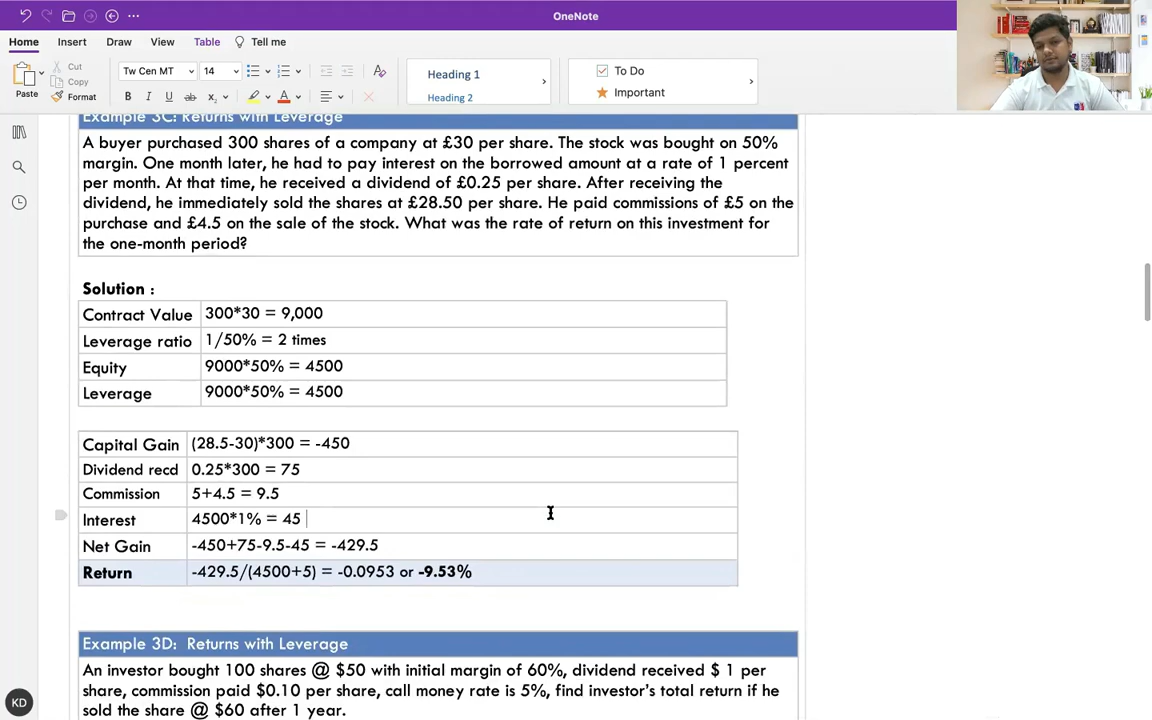 OneNote
Home Insert Draw View Table Tell me
Paste
Cut
Copy
Format
Tw Cen MT 14
B I U ab x₂ A
Heading 1
Heading 2
To Do
Important
Example 3C: Returns with Leverage
A buyer purchased 300 shares of a company at £30 per share. The stock was bought on 50%
margin. One month later, he had to pay interest on the borrowed amount at a rate of 1 percent
per month. At that time, he received a dividend of £0.25 per share. After receiving the
dividend, he immediately sold the shares at £28.50 per share. He paid commissions of £5 on the
purchase and £4.5 on the sale of the stock. What was the rate of return on this investment for
the one-month period?
Solution :
Contract Value 300*30 = 9,000
Leverage ratio 1/50% = 2 times
Equity 9000*50% = 4500
Leverage 9000*50% = 4500
Capital Gain (28.5-30)*300 = -450
Dividend recd 0.25*300 = 75
Commission 5+4.5 = 9.5
Interest 4500*1% = 45
Net Gain -450+75-9.5-45 = -429.5
Return -429.5/(4500+5) = -0.0953 or -9.53%
Example 3D: Returns with Leverage
An investor bought 100 shares @ $50 with initial margin of 60%, dividend received $ 1 per
share, commission paid $0.10 per share, call money rate is 5%, find investor's total return if he
sold the share @ $60 after 1 year.
KD